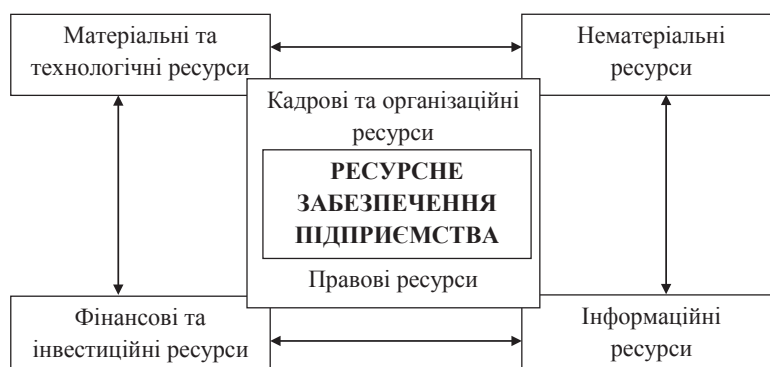 Матеріальні та
технологічні ресурси
Нематеріальні
ресурси
Кадрові та організаційні
ресурси
РЕСУРСНЕ
ЗАБЕЗПЕЧЕННЯ
ПІДПРИЄМСТВА
Правові ресурси
Фінансові та
інвестиційні ресурси
Інформаційні
ресурси